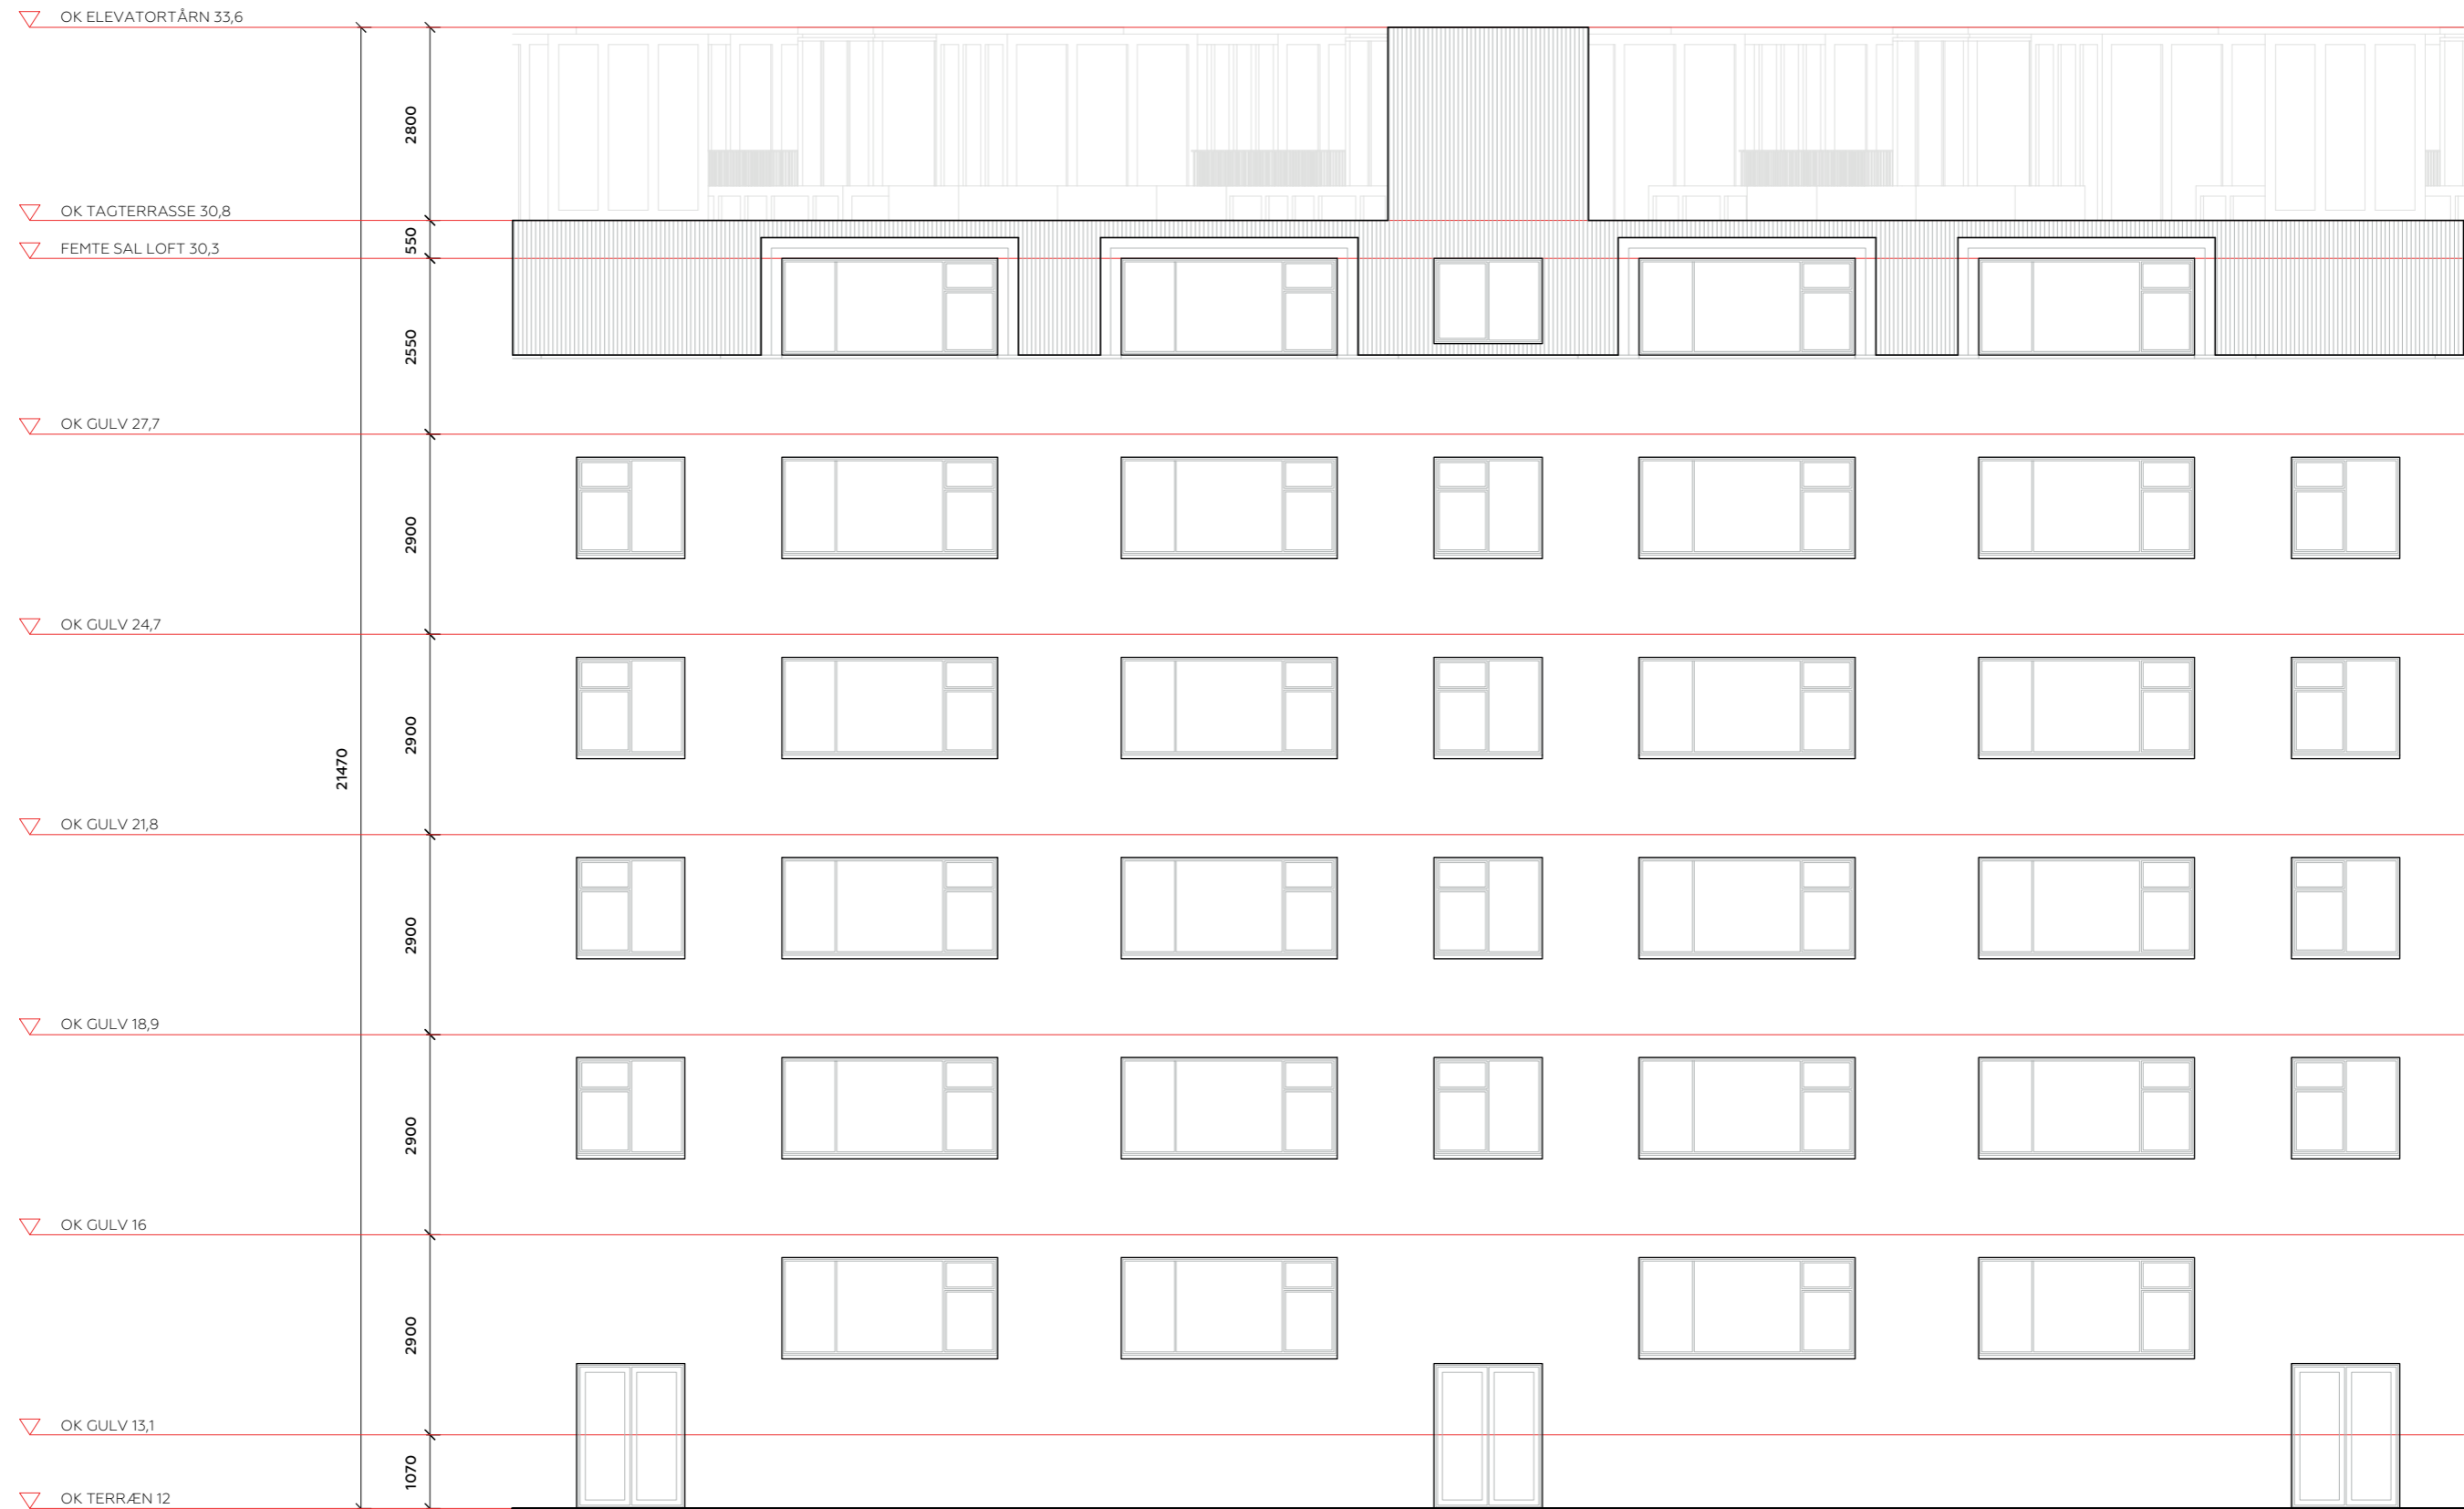 OK ELEVATORTÅRN 33,6
2800
OK TAGTERRASSE 30,8
550
FEMTE SAL LOFT 30,3
2550
OK GULV 27,7
2900
OK GULV 24,7
2900
21470
OK GULV 21,8
2900
OK GULV 18,9
2900
OK GULV 16
2900
OK GULV 13,1
1070
OK TERRÆN 12